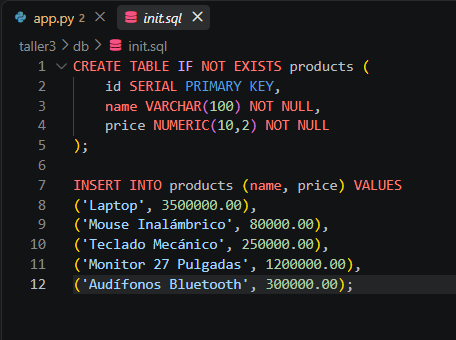 app.py 2 × init.sql ×
taller3 > db > init.sql
1 CREATE TABLE IF NOT EXISTS products (
2 id SERIAL PRIMARY KEY,
3 name VARCHAR(100) NOT NULL,
4 price NUMERIC(10,2) NOT NULL
5 );
6
7 INSERT INTO products (name, price) VALUES
8 ('Laptop', 3500000.00),
9 ('Mouse Inalámbrico', 80000.00),
10 ('Teclado Mecánico', 250000.00),
11 ('Monitor 27 Pulgadas', 1200000.00),
12 ('Audífonos Bluetooth', 300000.00);